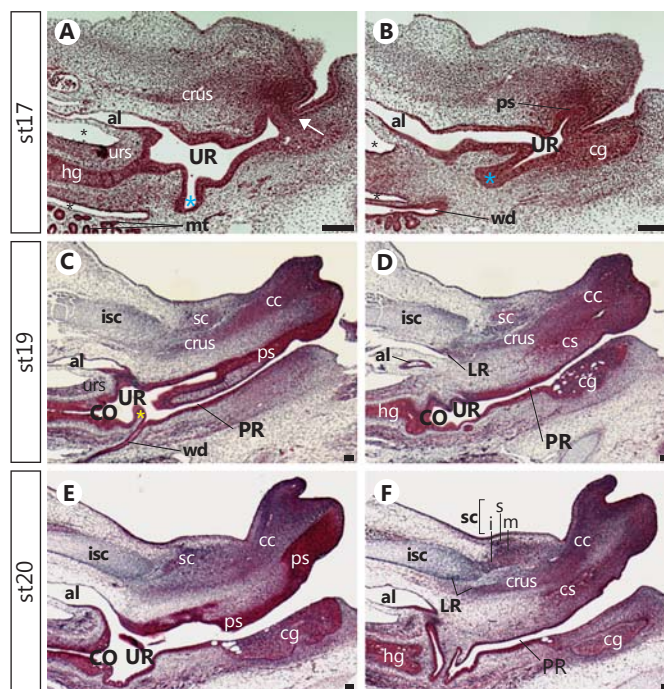 st17
A
crus
al
*
urs
UR
hg
*
*
mt
B
ps
al
UR
cg
*
*
*
wd
st19
C
cc
isc
sc
crus
ps
al
urs
UR
CO
*
PR
wd
D
cc
isc
sc
crus
cs
al
LR
cg
UR
hg
CO
PR
st20
E
cc
isc
sc
ps
al
ps
cg
CO
UR
F
s
sc
i
m
cc
isc
crus
cs
LR
al
cg
hg
PR